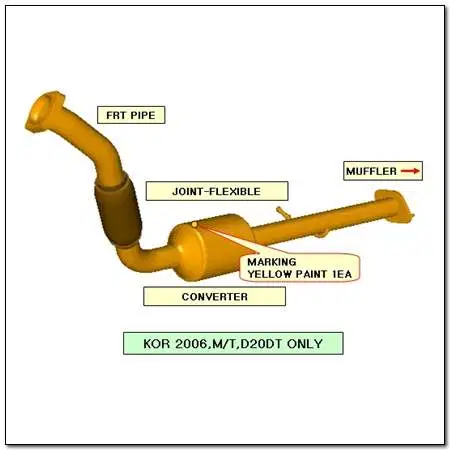 FRT PIPE
MUFFLER
JOINT-FLEXIBLE
MARKING
YELLOW PAINT 1EA
CONVERTER
KOR 2006,M/T,D20DT ONLY